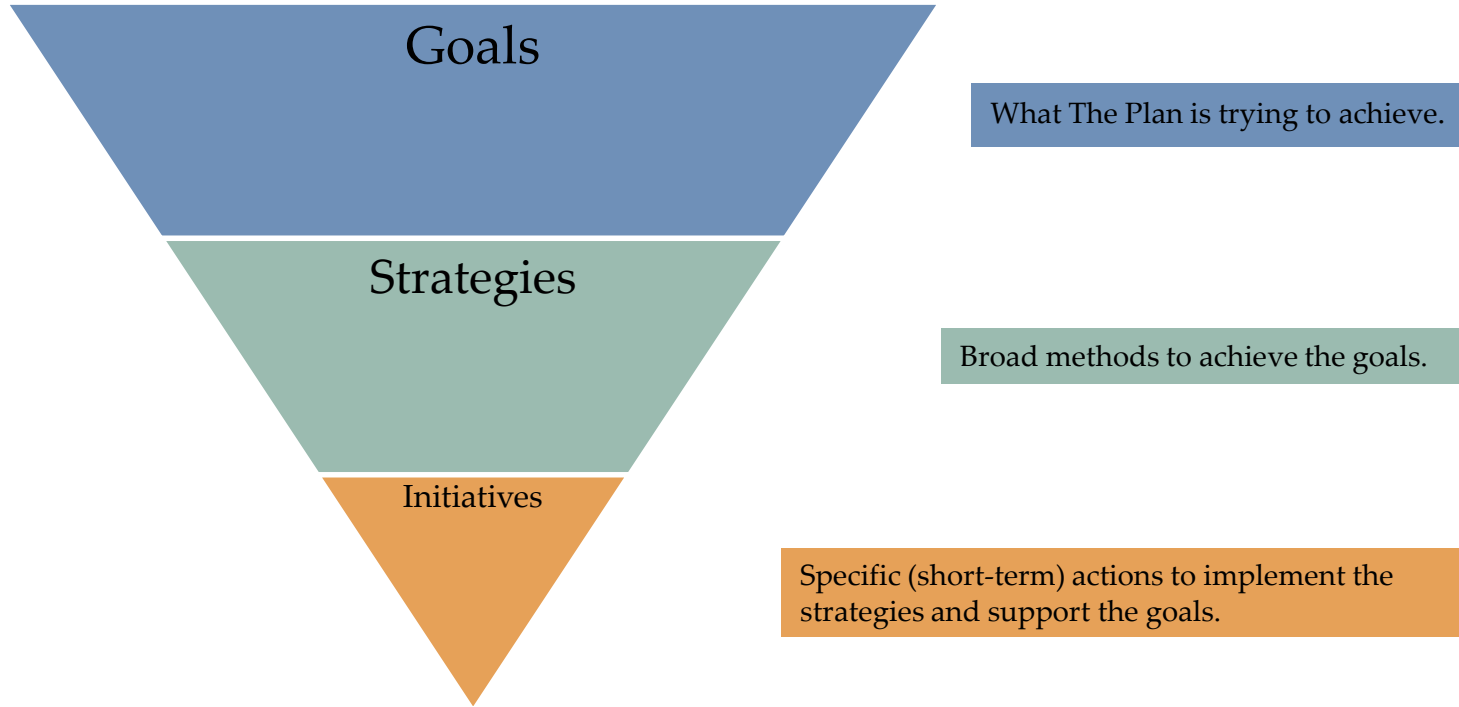 Goals
What The Plan is trying to achieve.
Strategies
Broad methods to achieve the goals.
Initiatives
Specific (short-term) actions to implement the
strategies and support the goals.